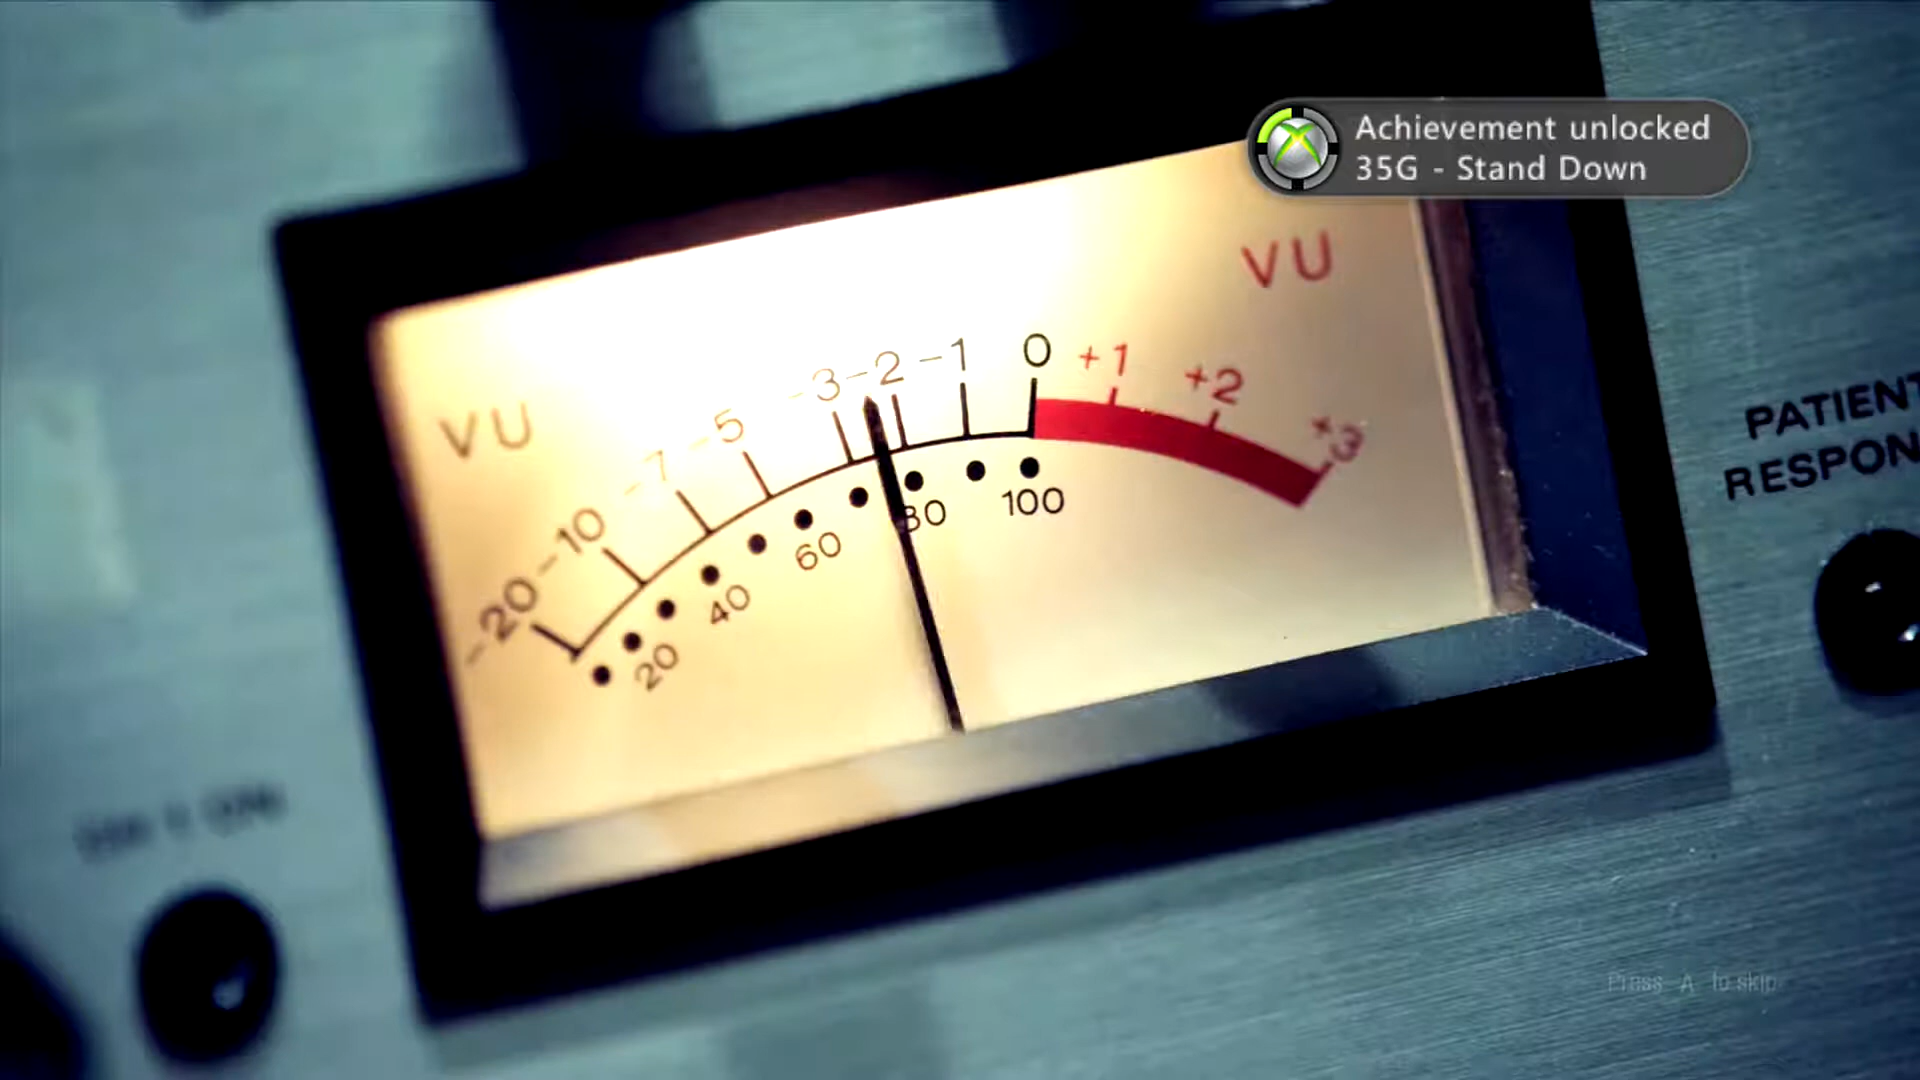 Achievement unlocked
35G - Stand Down
VU
VU
-20 -10 -7 -5 -3 -2 -1 0 +1 +2 +3
20 40 60 80 100
PATIENT
RESPON
Press A to skip